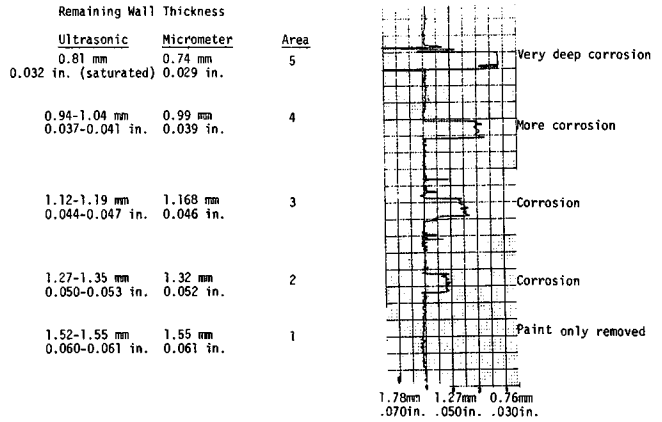 Remaining Wall Thickness
Ultrasonic Micrometer Area
0.81 mm 0.74 mm 5 Very deep corrosion
0.032 in. (saturated) 0.029 in.
0.94-1.04 mm 0.99 mm 4 More corrosion
0.037-0.041 in. 0.039 in.
1.12-1.19 mm 1.168 mm 3 Corrosion
0.044-0.047 in. 0.046 in.
1.27-1.35 mm 1.32 mm 2 Corrosion
0.050-0.053 in. 0.052 in.
1.52-1.55 mm 1.55 mm 1 Paint only removed
0.060-0.061 in. 0.061 in.
1.78mm 1.27mm 0.76mm
.070in. .050in. .030in.